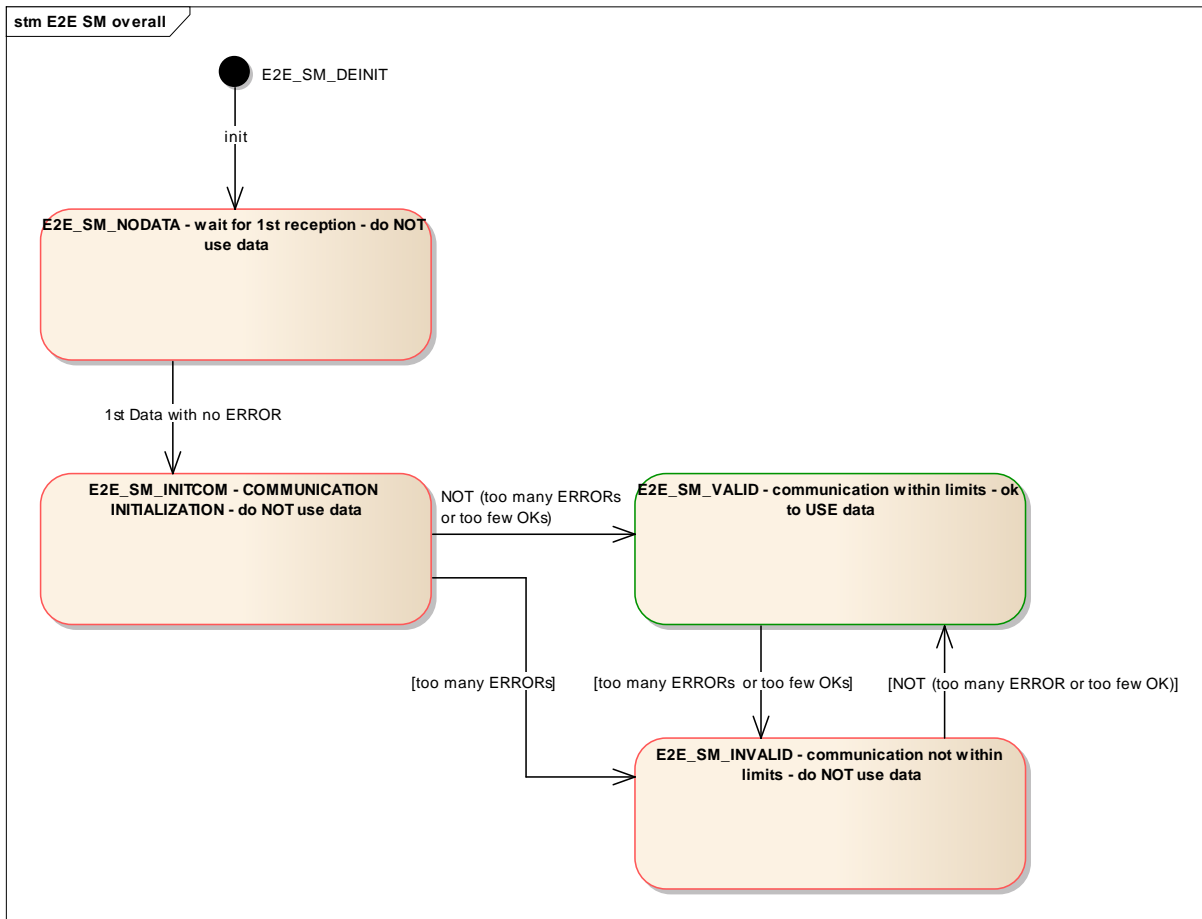 stm E2E SM overall
E2E_SM_DEINIT
init
E2E_SM_NODATA - wait for 1st reception - do NOT
use data
1st Data with no ERROR
E2E_SM_INITCOM - COMMUNICATION
INITIALIZATION - do NOT use data
NOT (too many ERRORs
or too few OKs)
E2E_SM_VALID - communication within limits - ok
to USE data
[too many ERRORs]
[too many ERRORs or too few OKs]
[NOT (too many ERROR or too few OK)]
E2E_SM_INVALID - communication not within
limits - do NOT use data